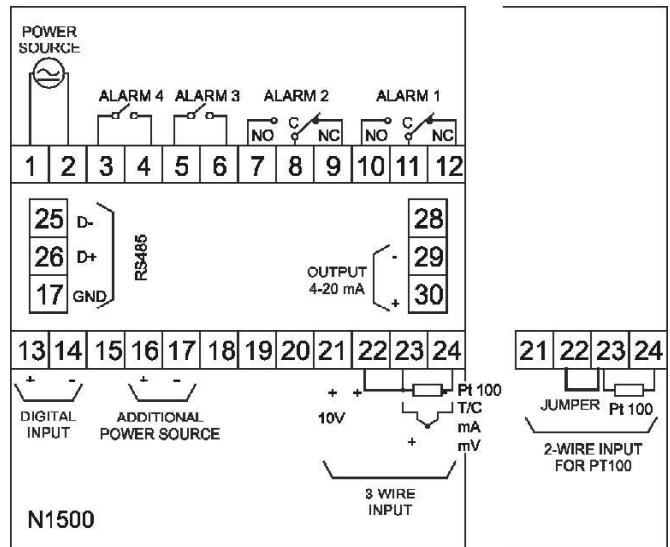 POWER
SOURCE
ALARM 4 ALARM 3 ALARM 2 ALARM 1
NO C NC NO C NC
1 2 3 4 5 6 7 8 9 10 11 12
25 D-
26 D+
17 GND
RS485
28
29
30
OUTPUT
4-20 mA
-
+
13 14 15 16 17 18 19 20 21 22 23 24
+ - + -
DIGITAL
INPUT
ADDITIONAL
POWER SOURCE
+ +
10V
Pt 100
T/C
mA
+ mV
3 WIRE
INPUT
21 22 23 24
JUMPER Pt 100
2-WIRE INPUT
FOR PT100
N1500